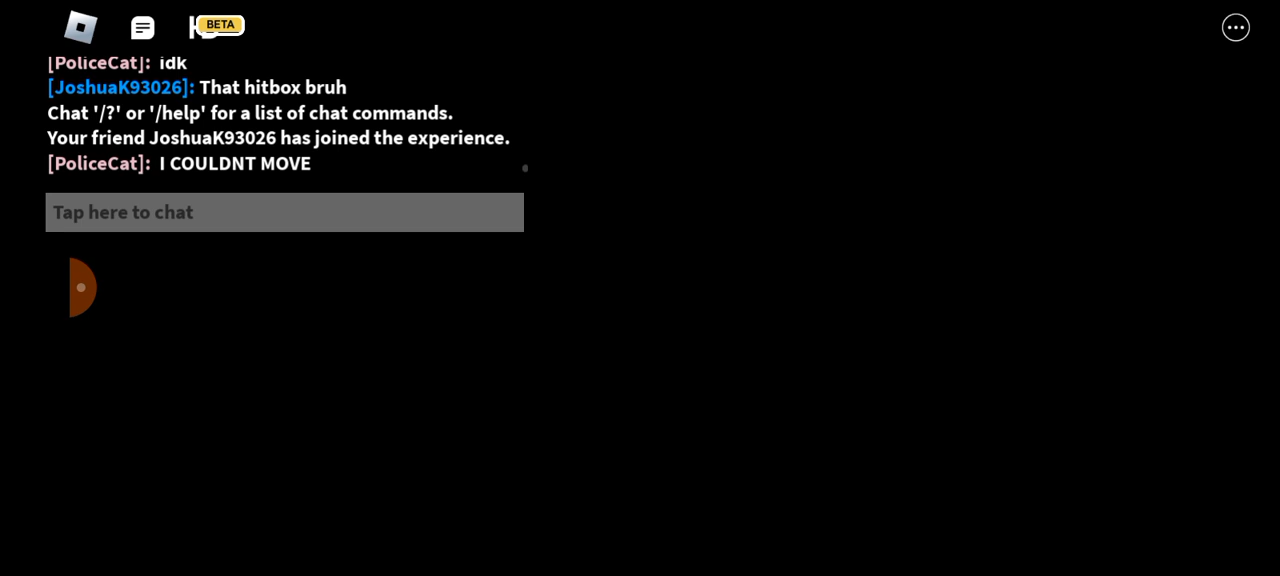 BETA
[PoliceCat]: idk
[JoshuaK93026]: That hitbox bruh
Chat '/?' or '/help' for a list of chat commands.
Your friend JoshuaK93026 has joined the experience.
[PoliceCat]: I COULDNT MOVE
Tap here to chat